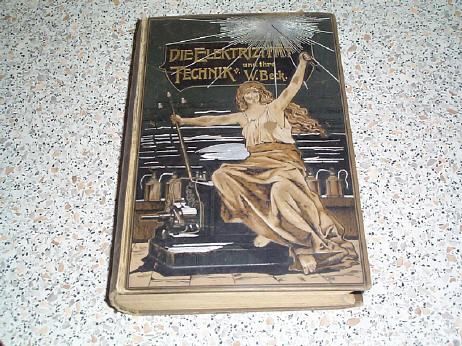 DIE ELEKTRIZITÄT
und ihre
TECHNIK v. W. Beck.